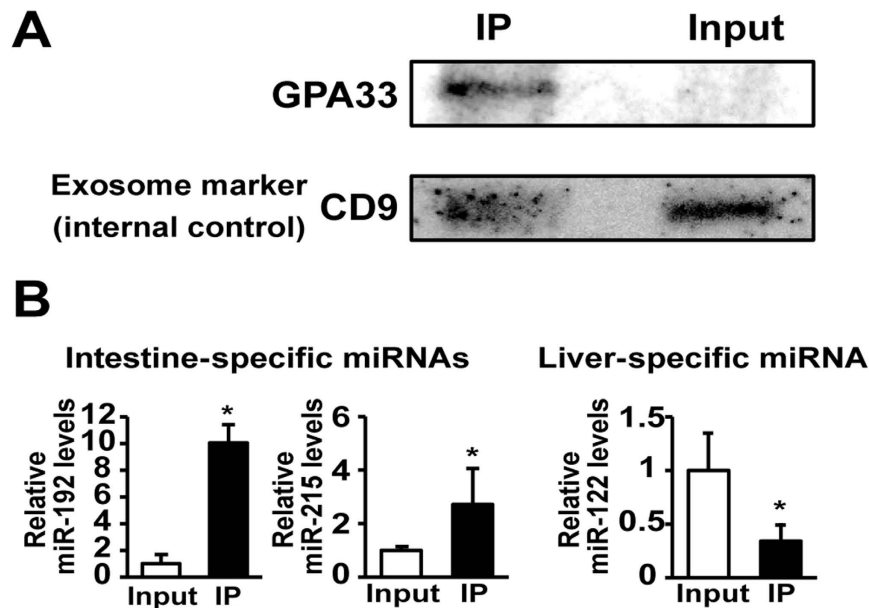 A
IP Input
GPA33
Exosome marker
(internal control)
CD9
B
Intestine-specific miRNAs
Liver-specific miRNA
Relative
miR-192 levels
12
10
8
6
4
2
0
*
Input IP
Relative
miR-215 levels
6
4
2
0
*
Input IP
Relative
miR-122 levels
1.5
1
0.5
0
*
Input IP